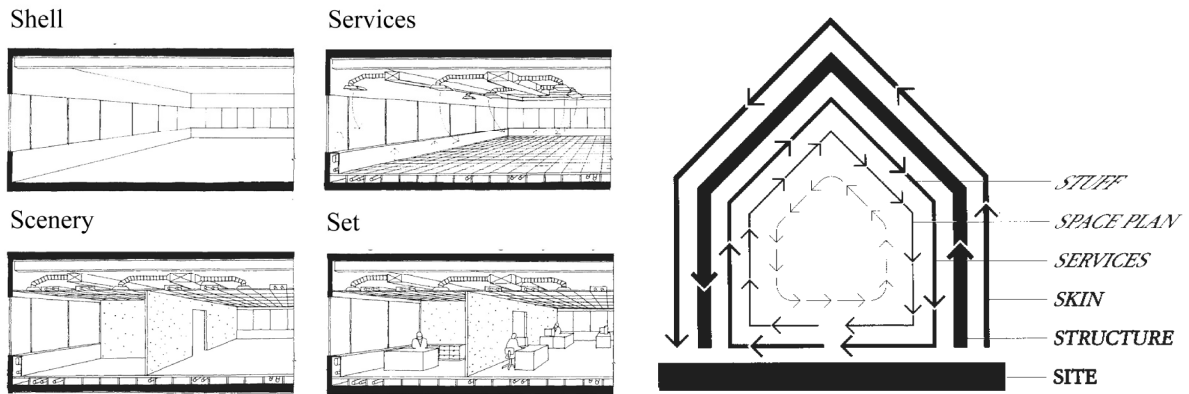 Shell
Services
Scenery
Set
STUFF
SPACE PLAN
SERVICES
SKIN
STRUCTURE
SITE